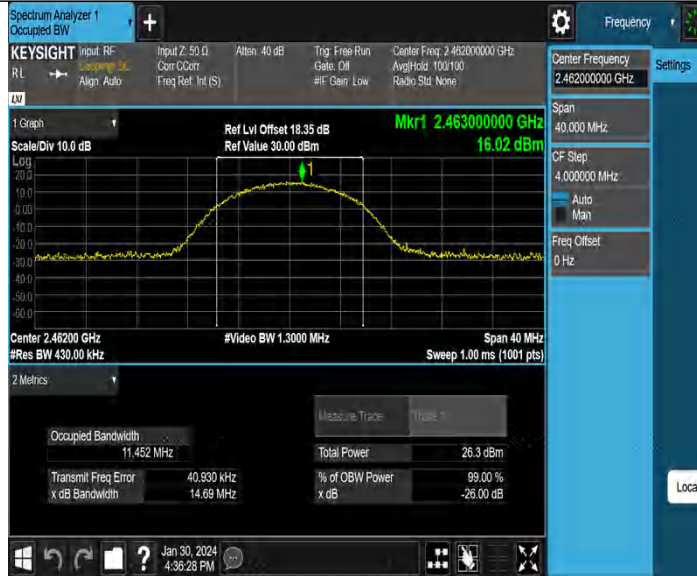 Spectrum Analyzer 1
Occupied BW
+
Frequency
KEYSIGHT
Input: RF
Coupling: DC
Align: Auto
Input Z: 50 Ω
Corr CCorr
Freq Ref: Int (S)
Atten: 40 dB
Trig: Free Run
Gate: Off
#IF Gain: Low
Center Freq: 2.462000000 GHz
Avg|Hold: 100/100
Radio Std: None
RL
LXI
Center Frequency
2.462000000 GHz
Settings
Span
40.000 MHz
CF Step
4.000000 MHz
Auto
Man
Freq Offset
0 Hz
Local
1 Graph
Scale/Div 10.0 dB
Ref Lvl Offset 18.35 dB
Ref Value 30.00 dBm
Mkr1 2.463000000 GHz
16.02 dBm
Log
20.0
10.0
0.00
-10.0
-20.0
-30.0
-40.0
-50.0
-60.0
1
Center 2.46200 GHz
#Res BW 430.00 kHz
#Video BW 1.3000 MHz
Span 40 MHz
Sweep 1.00 ms (1001 pts)
2 Metrics
Measure Trace
Trace 1
Occupied Bandwidth
11.452 MHz
Total Power
26.3 dBm
Transmit Freq Error
40.930 kHz
% of OBW Power
99.00 %
x dB Bandwidth
14.69 MHz
x dB
-26.00 dB
?
Jan 30, 2024
4:36:28 PM